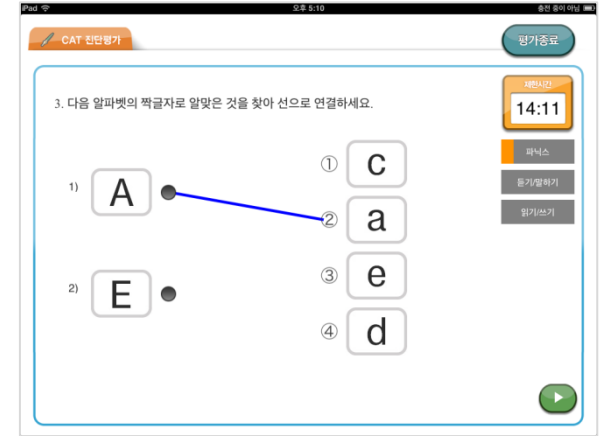 iPad 오후 5:10 충전 중이 아님
CAT 진단평가
평가종료
3. 다음 알파벳의 짝글자로 알맞은 것을 찾아 선으로 연결하세요.
제한시간
14:11
파닉스
듣기/말하기
읽기/쓰기
1) A
2) E
① c
② a
③ e
④ d